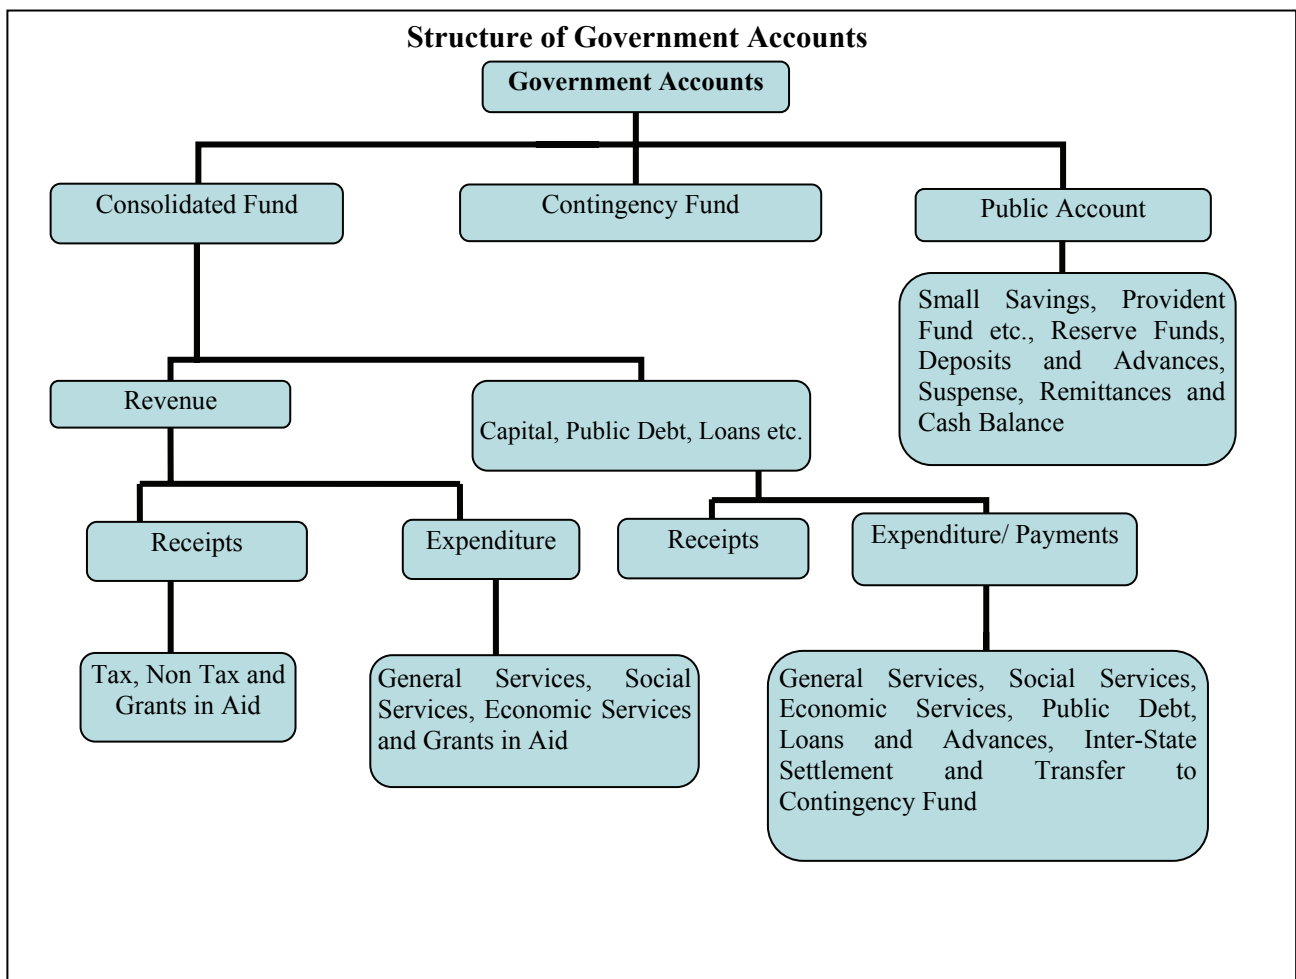 Structure of Government Accounts
Government Accounts
Consolidated Fund
Contingency Fund
Public Account
Small Savings, Provident
Fund etc., Reserve Funds,
Deposits and Advances,
Suspense, Remittances and
Cash Balance
Revenue
Capital, Public Debt, Loans etc.
Receipts
Expenditure
Receipts
Expenditure/ Payments
Tax, Non Tax and
Grants in Aid
General Services, Social
Services, Economic Services
and Grants in Aid
General Services, Social Services,
Economic Services, Public Debt,
Loans and Advances, Inter-State
Settlement and Transfer to
Contingency Fund